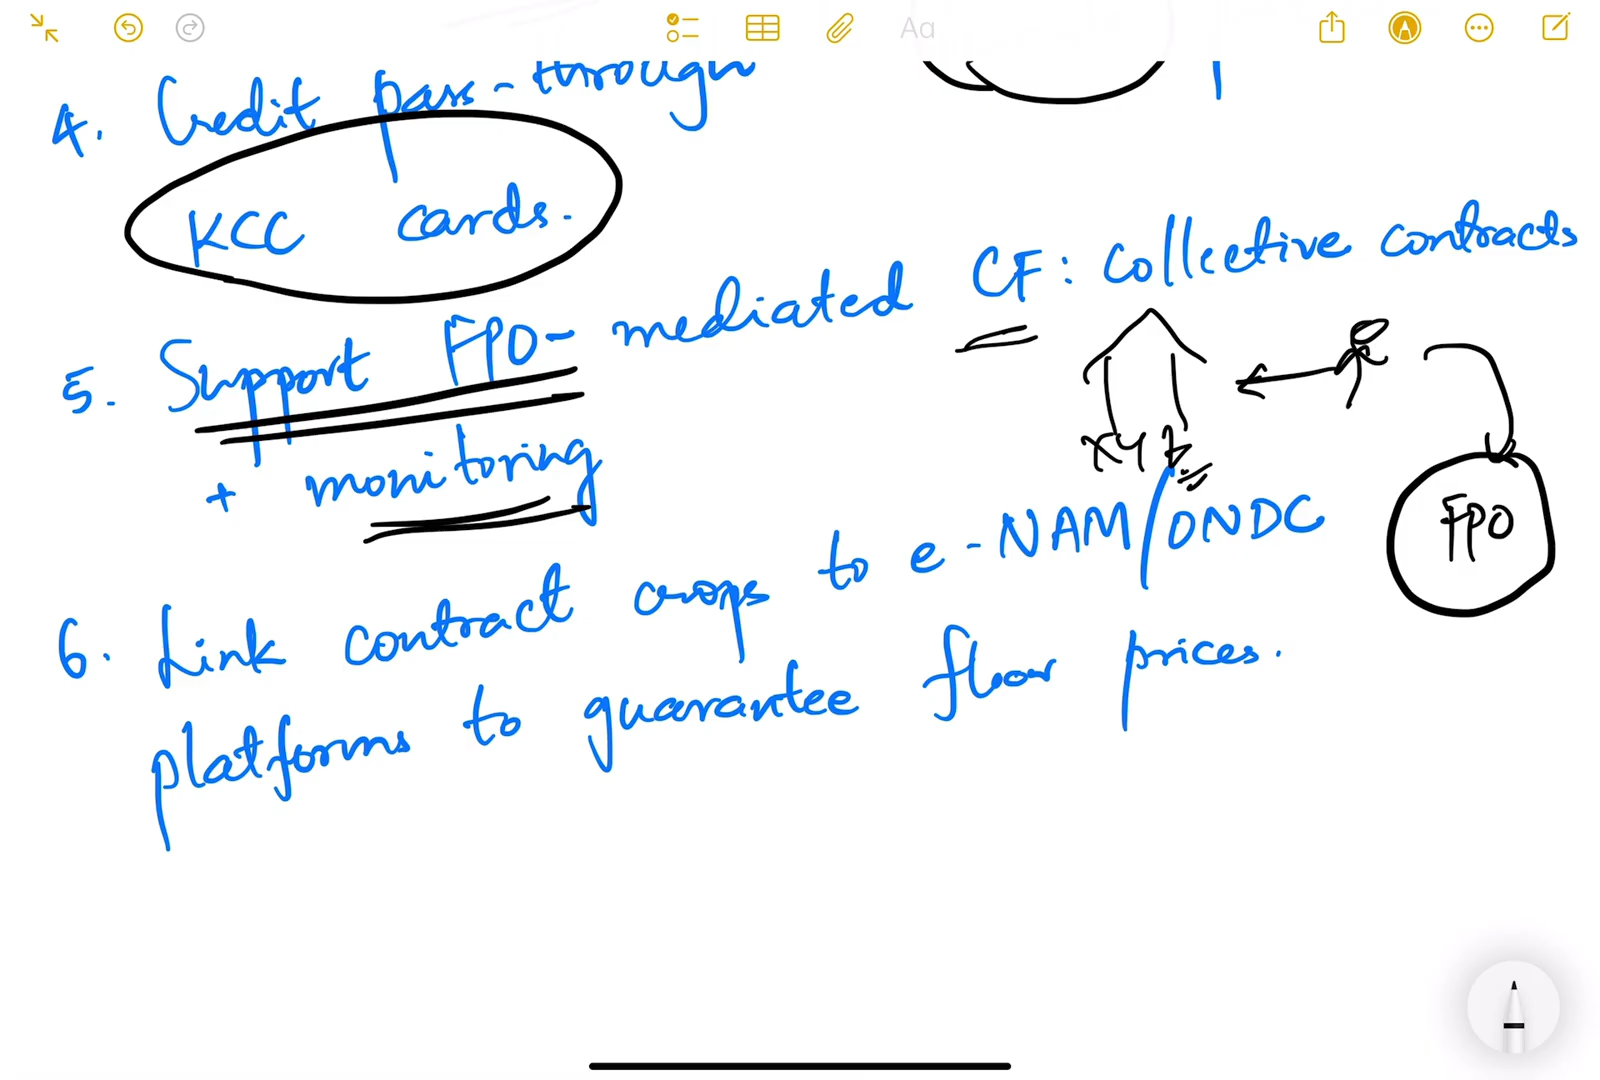 Aa
4. Credit pass-through
KCC cards.
5. Support FPO-mediated CF: collective contracts
+ monitoring
XYZ
FPO
6. Link contract crops to e-NAM/ONDC
platforms to guarantee floor prices.